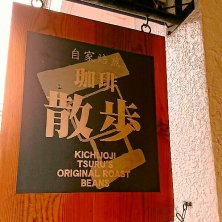 自家焙煎
珈琲
散歩
KICHIJOJI
TSURU'S
ORIGINAL ROAST
BEANS